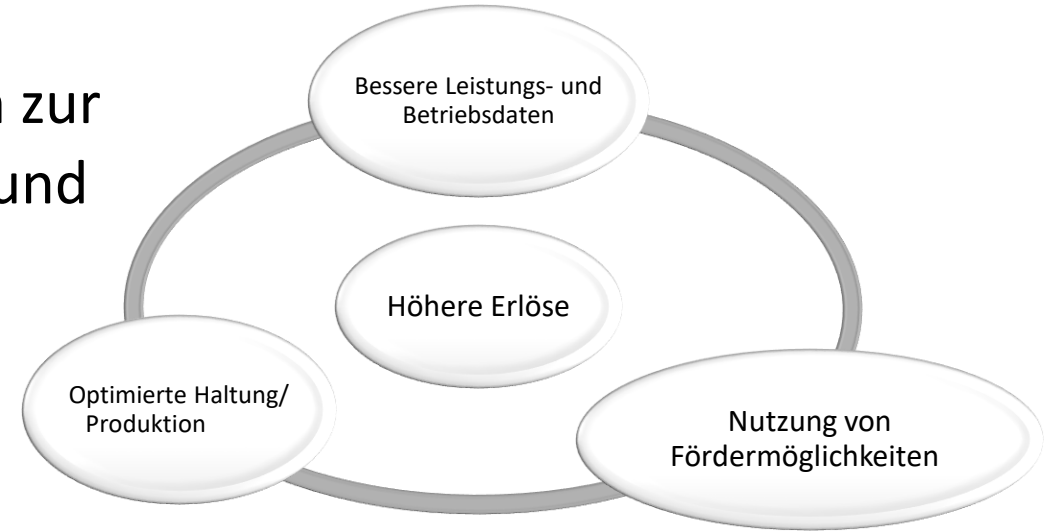 zur
und
Bessere Leistungs- und
Betriebsdaten
Höhere Erlöse
Optimierte Haltung/
Produktion
Nutzung von
Fördermöglichkeiten